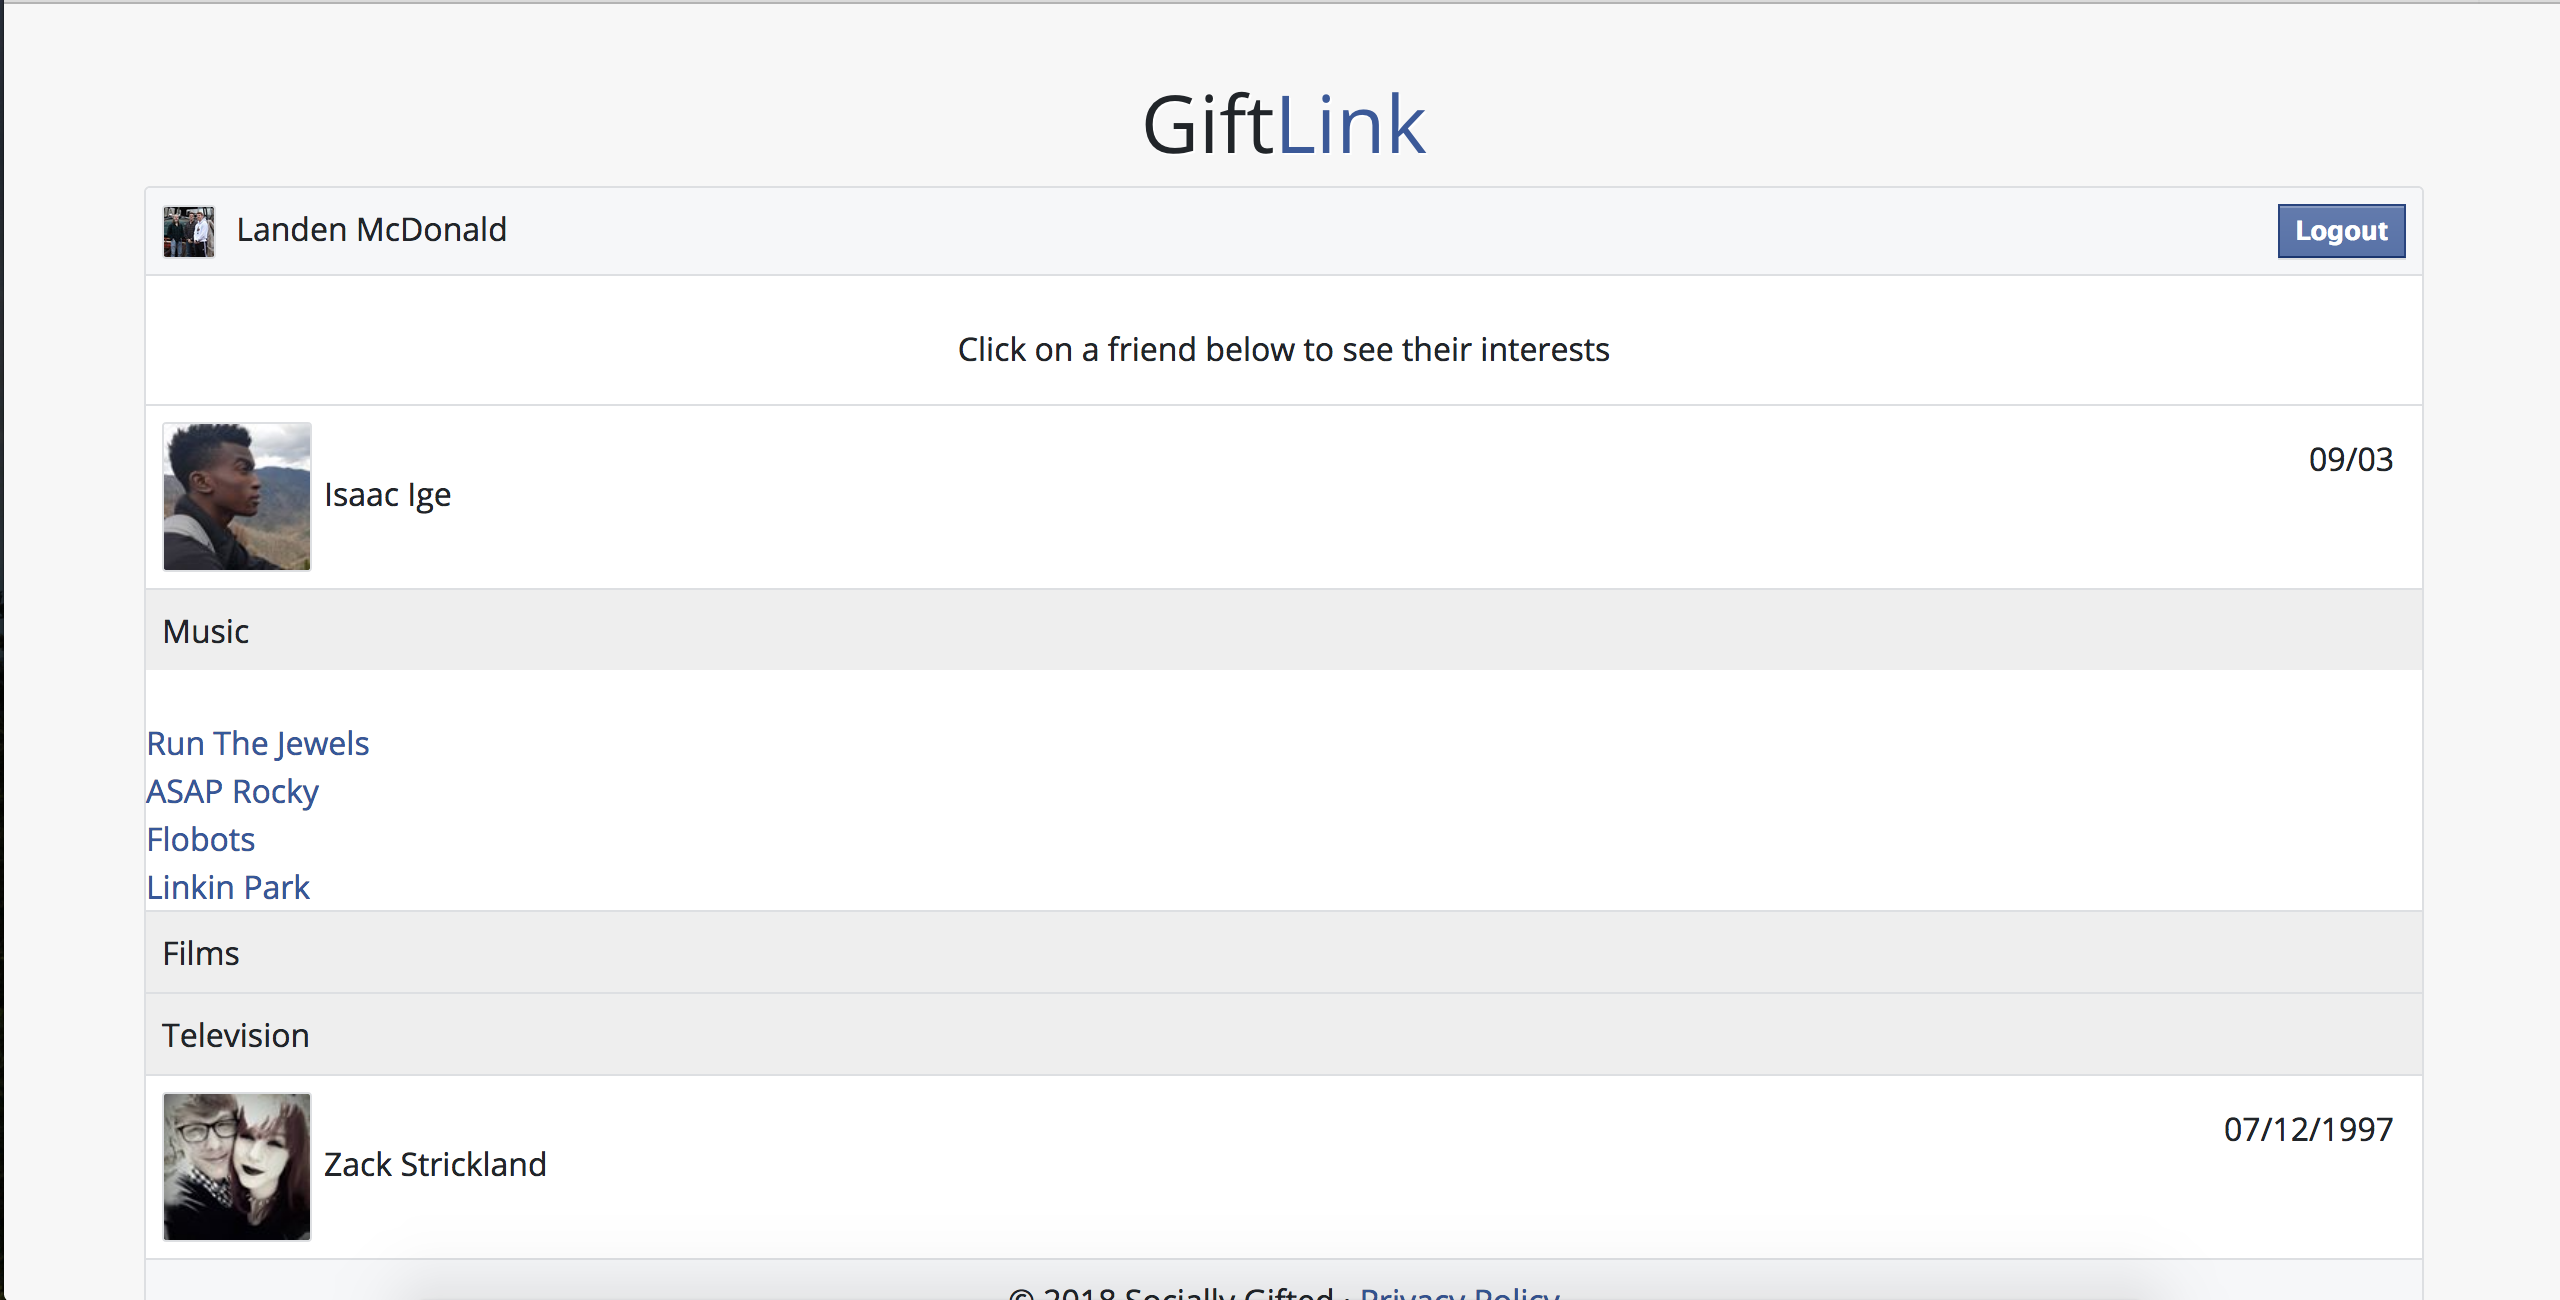 GiftLink
Landen McDonald
Logout
Click on a friend below to see their interests
Isaac Ige
09/03
Music
Run The Jewels
ASAP Rocky
Flobots
Linkin Park
Films
Television
Zack Strickland
07/12/1997
© 2018 Socially Gifted · Privacy Policy